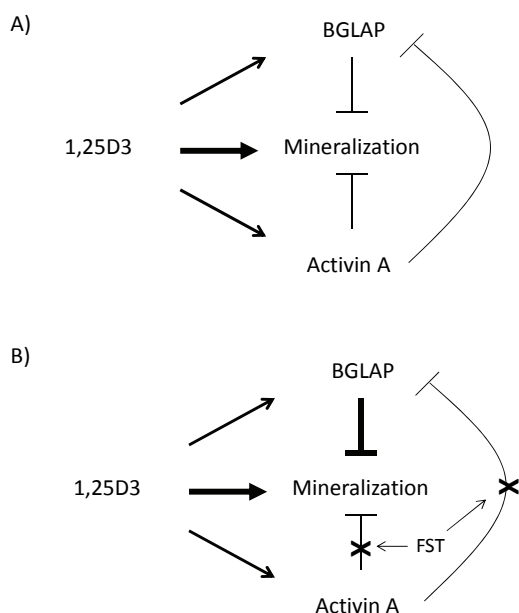 A)
BGLAP
1,25D3
Mineralization
Activin A
B)
BGLAP
1,25D3
Mineralization
FST
Activin A